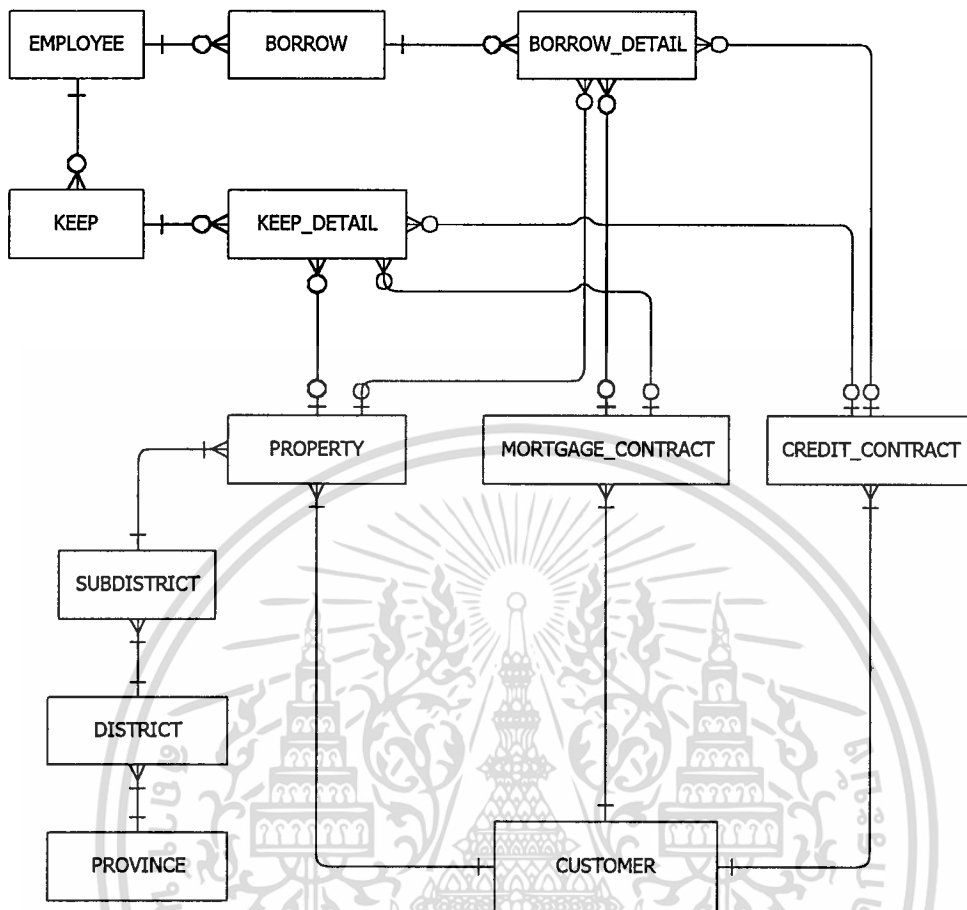 EMPLOYEE
BORROW
BORROW_DETAIL
KEEP
KEEP_DETAIL
PROPERTY
MORTGAGE_CONTRACT
CREDIT_CONTRACT
SUBDISTRICT
DISTRICT
PROVINCE
CUSTOMER